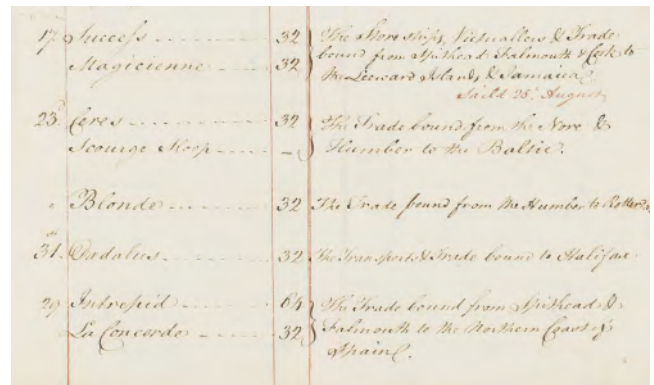 17. Success - - - - - 32 The Store ships, Victuallers & Trade
Magicienne - - - 32 bound from Spithead Falmouth & Cork to
the Leeward Islands & Jamaica.
Sail'd 25. August
23.d Ceres - - - - - 32 The Trade bound from the Nore &
Scourge Sloop - - - - - – Humber to the Baltic.
" Blonde - - - - - 32 The Trade bound from the Humber to
31.st Dædalus - - - - - 32 The Transports & Trade bound to Halifax
29 Intrepid - - - - - 64 The Trade bound from Spithead &
La Concorde - - - - 32 Falmouth to the Northern Coast of
Spain.